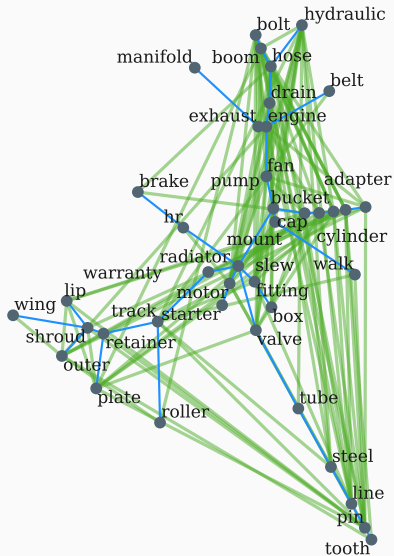 hydraulic
bolt
boom hose
manifold
belt
drain
exhaust engine
fan
pump
adapter
brake
bucket
hr
cap
cylinder
mount
radiator
slew
walk
warranty
lip
motor
fitting
wing
track starter
box
shroud
retainer
valve
outer
plate
tube
roller
steel
line
pin
tooth